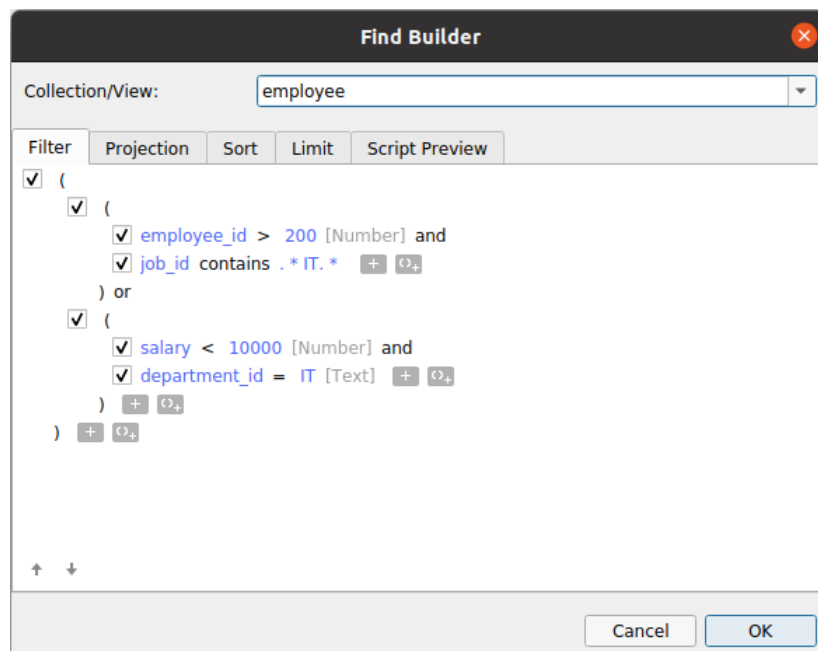 Find Builder
Collection/View: employee
Filter Projection Sort Limit Script Preview
(
(
employee_id > 200 [Number] and
job_id contains . * IT. *
) or
(
salary < 10000 [Number] and
department_id = IT [Text]
)
)
Cancel OK